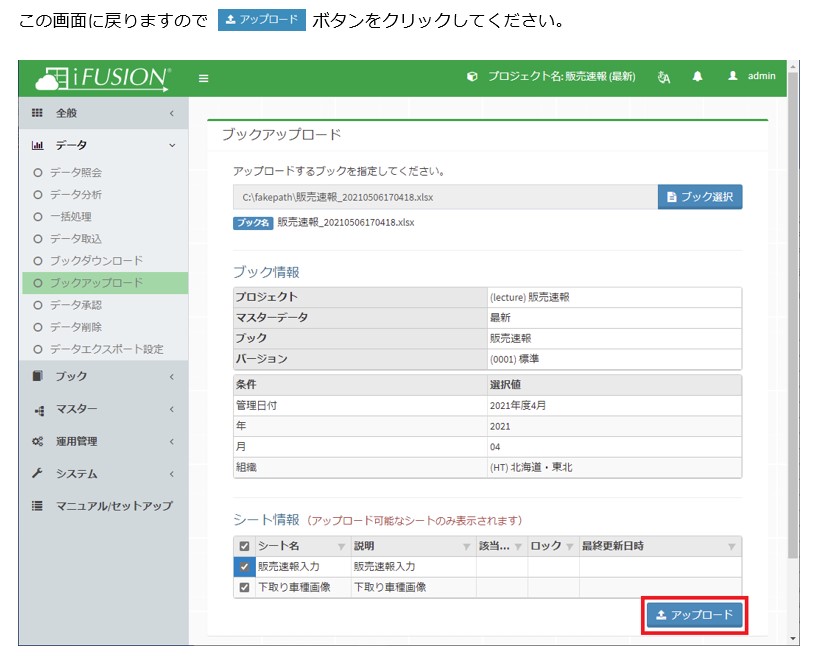 この画面に戻りますので アップロード ボタンをクリックしてください。
iFUSION®
プロジェクト名: 販売速報 (最新)
admin
全般
データ
データ照会
データ分析
一括処理
データ取込
ブックダウンロード
ブックアップロード
データ承認
データ削除
データエクスポート設定
ブック
マスター
運用管理
システム
マニュアル/セットアップ
ブックアップロード
アップロードするブックを指定してください。
C:\fakepath\販売速報_20210506170418.xlsx ブック選択
ブック名 販売速報_20210506170418.xlsx
ブック情報
プロジェクト (lecture) 販売速報
マスターデータ 最新
ブック 販売速報
バージョン (0001) 標準
条件 選択値
管理日付 2021年度4月
年 2021
月 04
組織 (HT) 北海道・東北
シート情報 (アップロード可能なシートのみ表示されます)
シート名 説明 該当... ロック 最終更新日時
販売速報入力 販売速報入力
下取り車種画像 下取り車種画像
アップロード